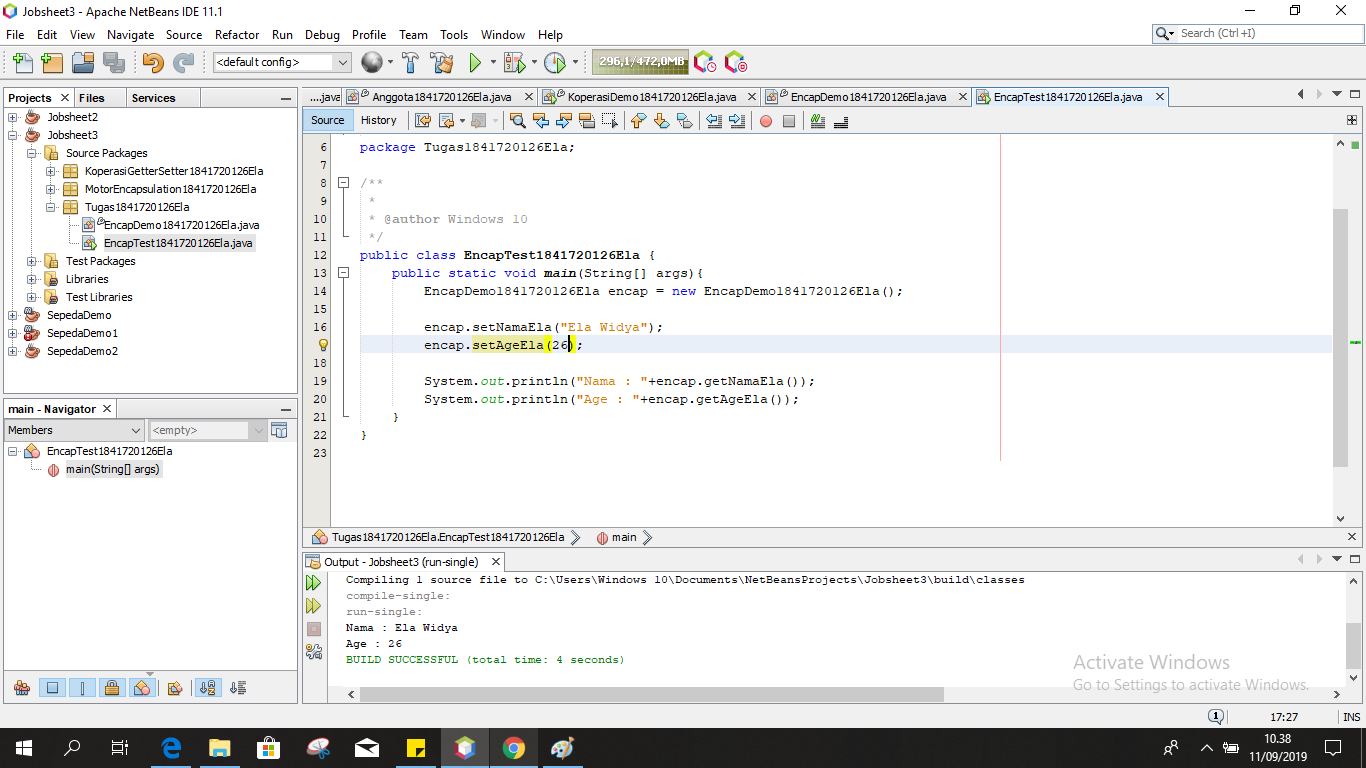 Jobsheet3 - Apache NetBeans IDE 11.1
File Edit View Navigate Source Refactor Run Debug Profile Team Tools Window Help
Search (Ctrl+I)
<default config>
296,1/472,0MB
Projects Files Services
Jobsheet2
Jobsheet3
Source Packages
KoperasiGetterSetter1841720126Ela
MotorEncapsulation1841720126Ela
Tugas1841720126Ela
EncapDemo1841720126Ela.java
EncapTest1841720126Ela.java
Test Packages
Libraries
Test Libraries
SepedaDemo
SepedaDemo1
SepedaDemo2
main - Navigator
Members
<empty>
EncapTest1841720126Ela
main(String[] args)
....java Anggota1841720126Ela.java KoperasiDemo1841720126Ela.java EncapDemo1841720126Ela.java EncapTest1841720126Ela.java
Source History
6 package Tugas1841720126Ela;
7
8 /**
9 *
10 * @author Windows 10
11 */
12 public class EncapTest1841720126Ela {
13 public static void main(String[] args){
14 EncapDemo1841720126Ela encap = new EncapDemo1841720126Ela();
15
16 encap.setNamaEla("Ela Widya");
encap.setAgeEla(26);
18
19 System.out.println("Nama : "+encap.getNamaEla());
20 System.out.println("Age : "+encap.getAgeEla());
21 }
22 }
23
Tugas1841720126Ela.EncapTest1841720126Ela main
Output - Jobsheet3 (run-single)
Compiling 1 source file to C:\Users\Windows 10\Documents\NetBeansProjects\Jobsheet3\build\classes
compile-single:
run-single:
Nama : Ela Widya
Age : 26
BUILD SUCCESSFUL (total time: 4 seconds)
Activate Windows
Go to Settings to activate Windows.
1 17:27 INS
10.38
11/09/2019